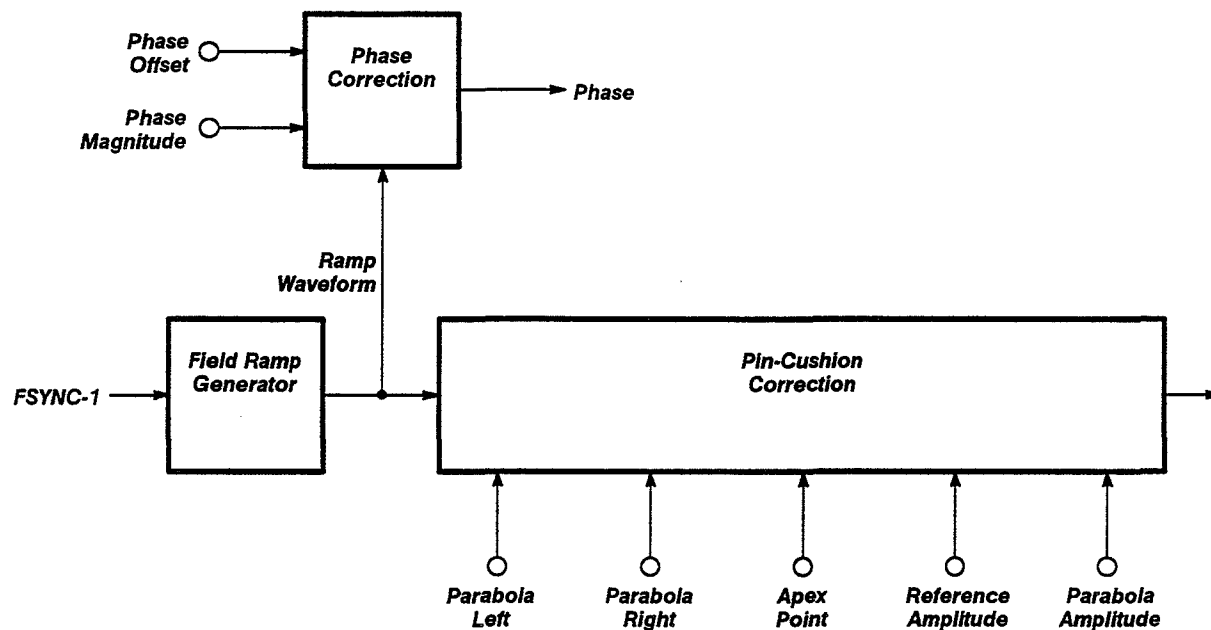 Phase
Offset
Phase
Magnitude
Phase
Correction
Phase
Ramp
Waveform
FSYNC-1
Field Ramp
Generator
Pin-Cushion
Correction
Parabola
Left
Parabola
Right
Apex
Point
Reference
Amplitude
Parabola
Amplitude